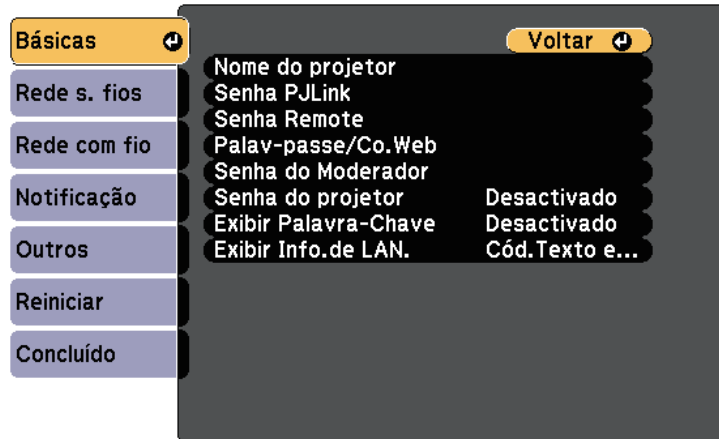 Básicas
Rede s. fios
Rede com fio
Notificação
Outros
Reiniciar
Concluído
Voltar
Nome do projetor
Senha PJLink
Senha Remote
Palav-passe/Co.Web
Senha do Moderador
Senha do projetor Desactivado
Exibir Palavra-Chave Desactivado
Exibir Info.de LAN. Cód.Texto e...